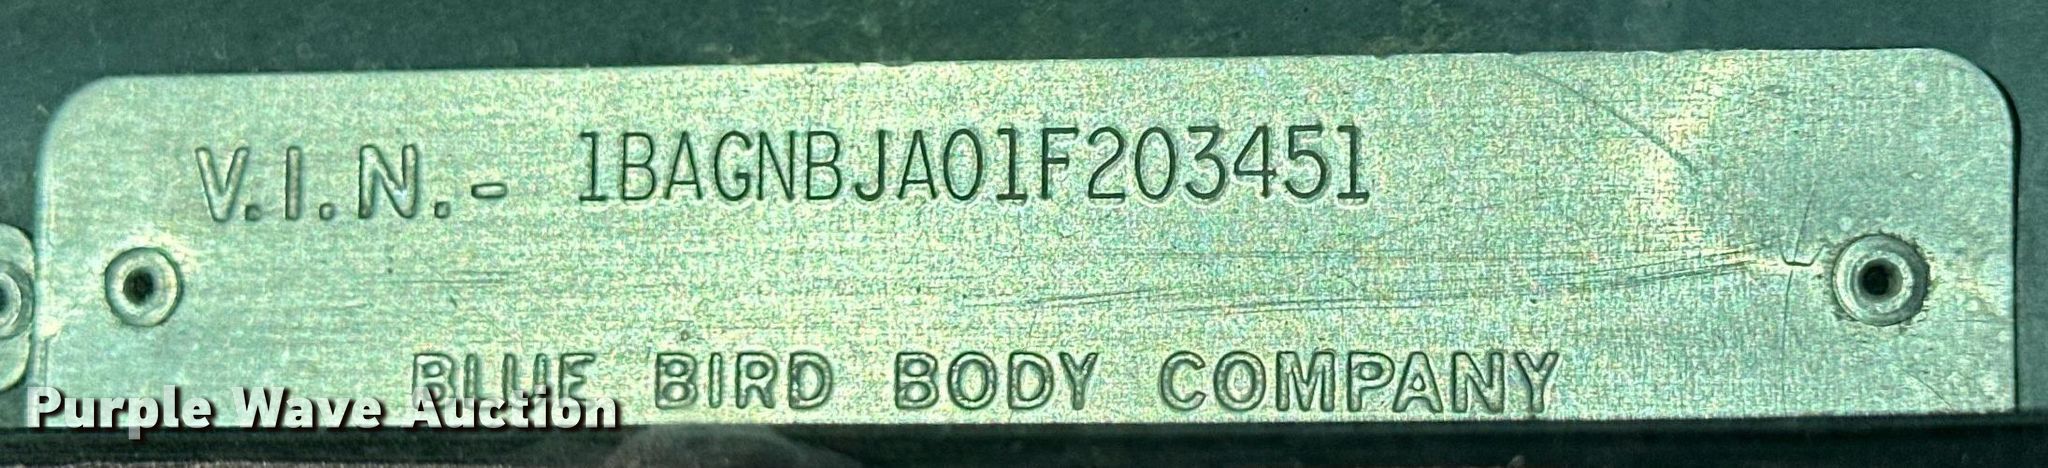 V.I.N.- 1BAGNBJA01F203451
BLUE BIRD BODY COMPANY
Purple Wave Auction